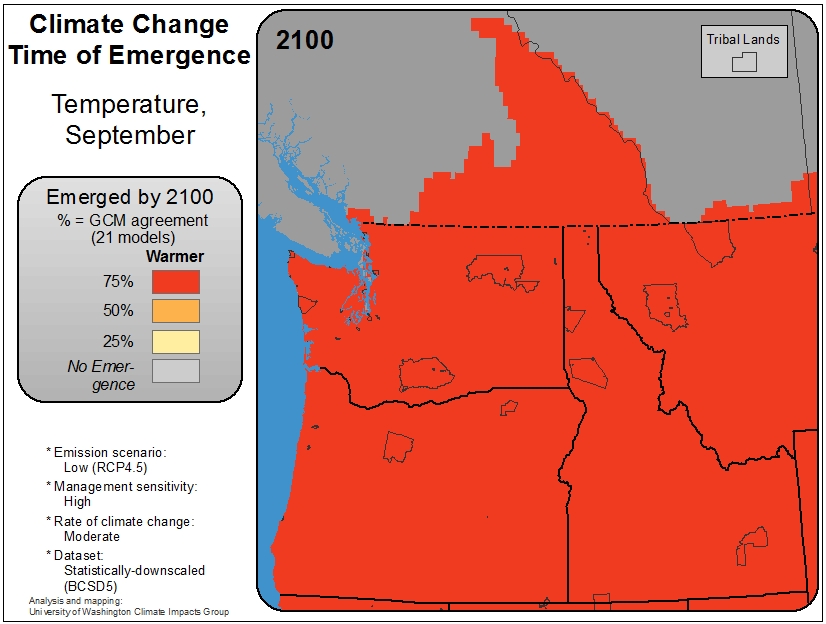 Climate Change
Time of Emergence
Temperature,
September
Emerged by 2100
% = GCM agreement
(21 models)
Warmer
75%
50%
25%
No Emer-
gence
* Emission scenario:
Low (RCP4.5)
* Management sensitivity:
High
* Rate of climate change:
Moderate
* Dataset:
Statistically-downscaled
(BCSD5)
Analysis and mapping:
University of Washington Climate Impacts Group
2100
Tribal Lands